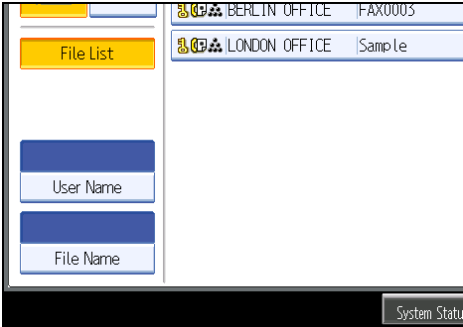 BERLIN OFFICE FAX0003
File List
LONDON OFFICE Sample
User Name
File Name
System Statu